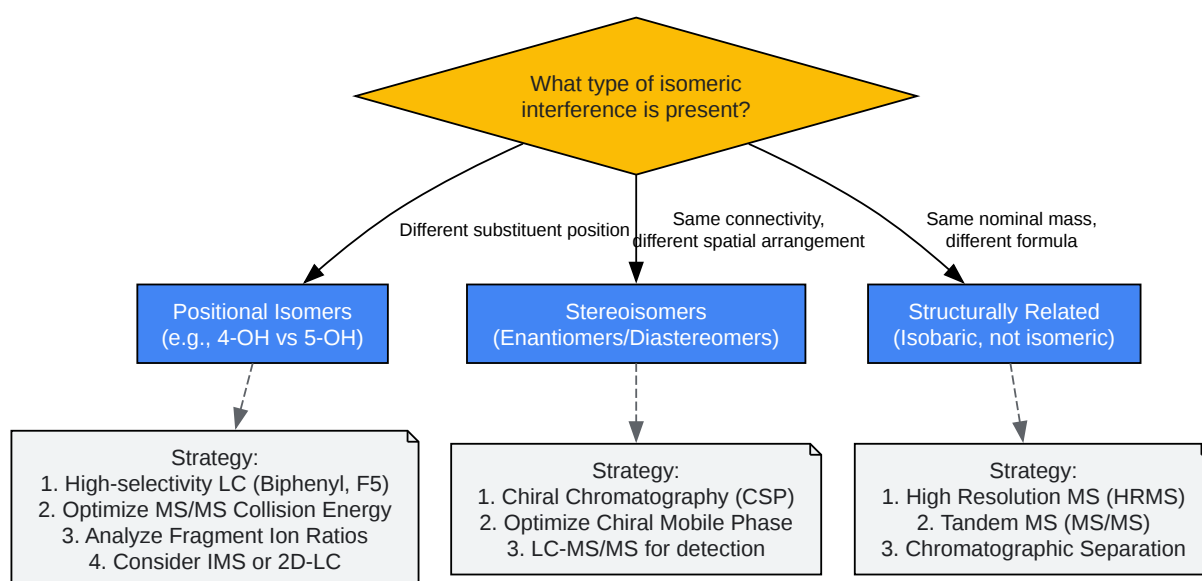 What type of isomeric
interference is present?
Different substituent position
Same connectivity,
different spatial arrangement
Same nominal mass,
different formula
Positional Isomers
(e.g., 4-OH vs 5-OH)
Stereoisomers
(Enantiomers/Diastereomers)
Structurally Related
(Isobaric, not isomeric)
Strategy:
1. High-selectivity LC (Biphenyl, F5)
2. Optimize MS/MS Collision Energy
3. Analyze Fragment Ion Ratios
4. Consider IMS or 2D-LC
Strategy:
1. Chiral Chromatography (CSP)
2. Optimize Chiral Mobile Phase
3. LC-MS/MS for detection
Strategy:
1. High Resolution MS (HRMS)
2. Tandem MS (MS/MS)
3. Chromatographic Separation